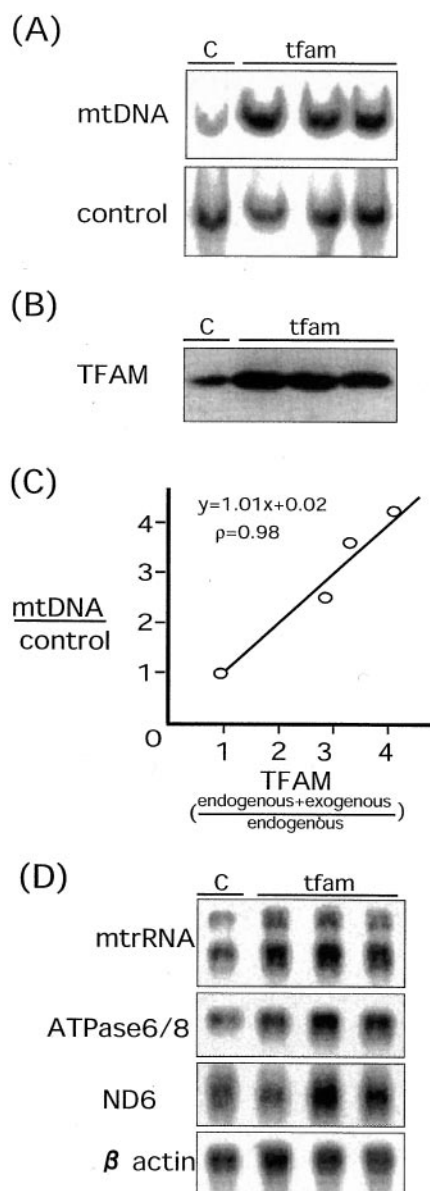 (A)
C tfam
mtDNA
control
(B)
C tfam
TFAM
(C)
y=1.01x+0.02
ρ=0.98
4
3
mtDNA
control
2
1
0
1 2 3 4
TFAM
(endogenous+exogenous
endogenous)
(D)
C tfam
mtrRNA
ATPase6/8
ND6
β actin